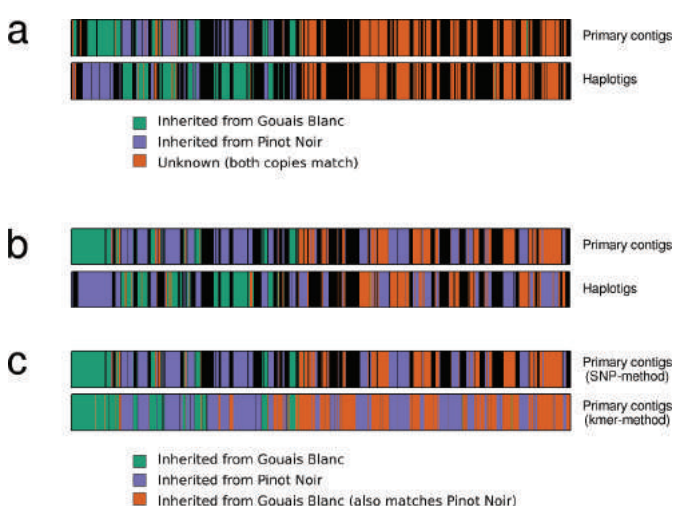 a
Primary contigs
Haplotigs
Inherited from Gouais Blanc
Inherited from Pinot Noir
Unknown (both copies match)
b
Primary contigs
Haplotigs
c
Primary contigs
(SNP-method)
Primary contigs
(kmer-method)
Inherited from Gouais Blanc
Inherited from Pinot Noir
Inherited from Gouais Blanc (also matches Pinot Noir)